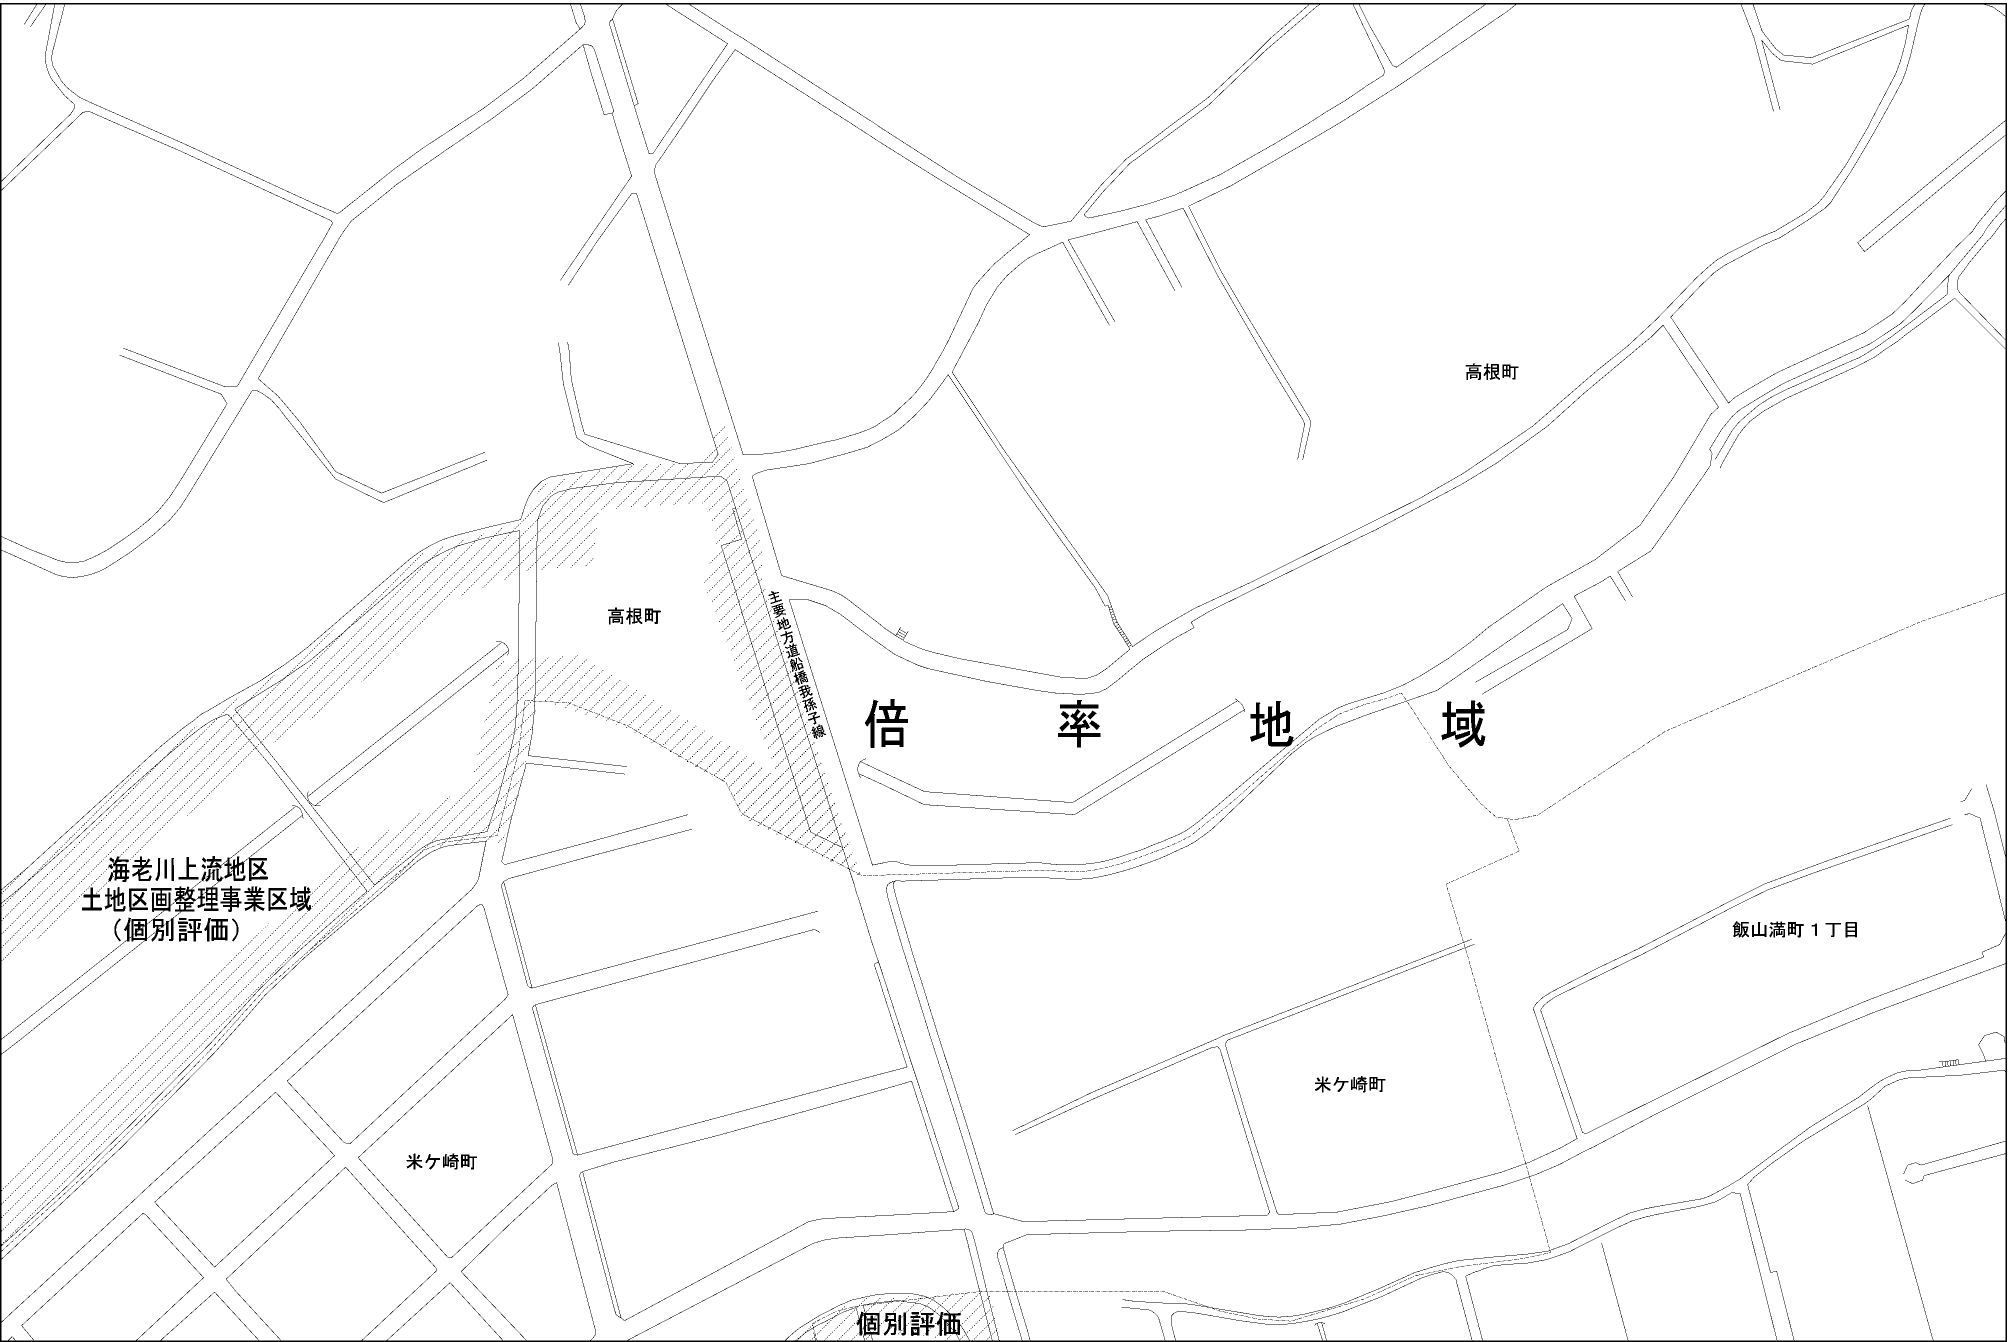 高根町
高根町
主要地方道船橋我孫子線
倍率地域
海老川上流地区
土地区画整理事業区域
（個別評価）
飯山満町１丁目
米ケ崎町
米ケ崎町
個別評価